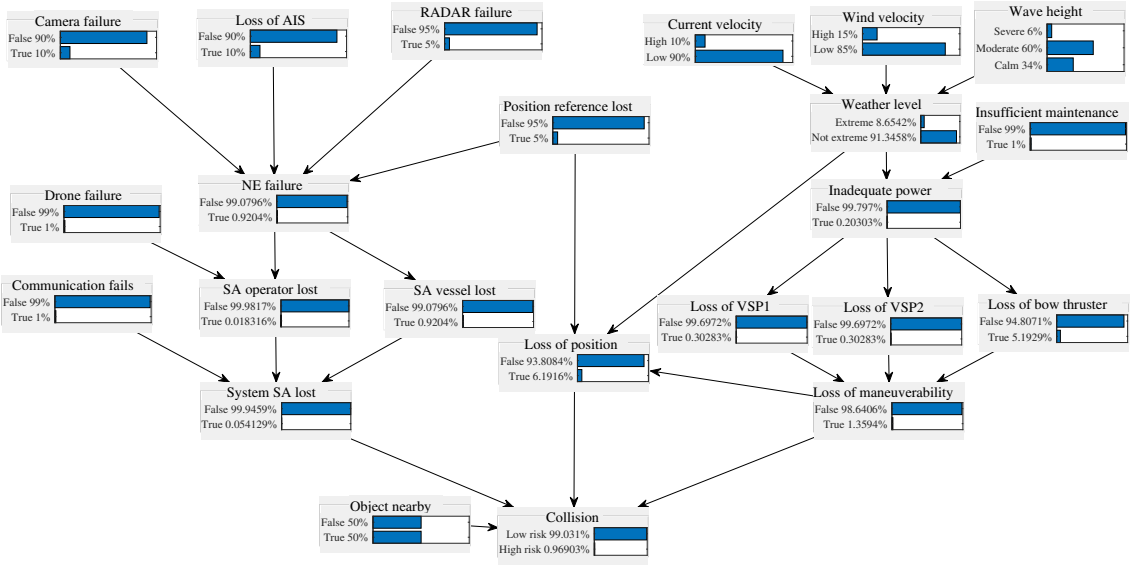 Camera failure
False 90%
True 10%
Loss of AIS
False 90%
True 10%
RADAR failure
False 95%
True 5%
Current velocity
High 10%
Low 90%
Wind velocity
High 15%
Low 85%
Wave height
Severe 6%
Moderate 60%
Calm 34%
Position reference lost
False 95%
True 5%
Weather level
Extreme 8.6542%
Not extreme 91.3458%
Insufficient maintenance
False 99%
True 1%
Drone failure
False 99%
True 1%
NE failure
False 99.0796%
True 0.9204%
Inadequate power
False 99.797%
True 0.20303%
Communication fails
False 99%
True 1%
SA operator lost
False 99.9817%
True 0.018316%
SA vessel lost
False 99.0796%
True 0.9204%
Loss of VSP1
False 99.6972%
True 0.30283%
Loss of VSP2
False 99.6972%
True 0.30283%
Loss of bow thruster
False 94.8071%
True 5.1929%
Loss of position
False 93.8084%
True 6.1916%
System SA lost
False 99.9459%
True 0.054129%
Loss of maneuverability
False 98.6406%
True 1.3594%
Object nearby
False 50%
True 50%
Collision
Low risk 99.031%
High risk 0.96903%